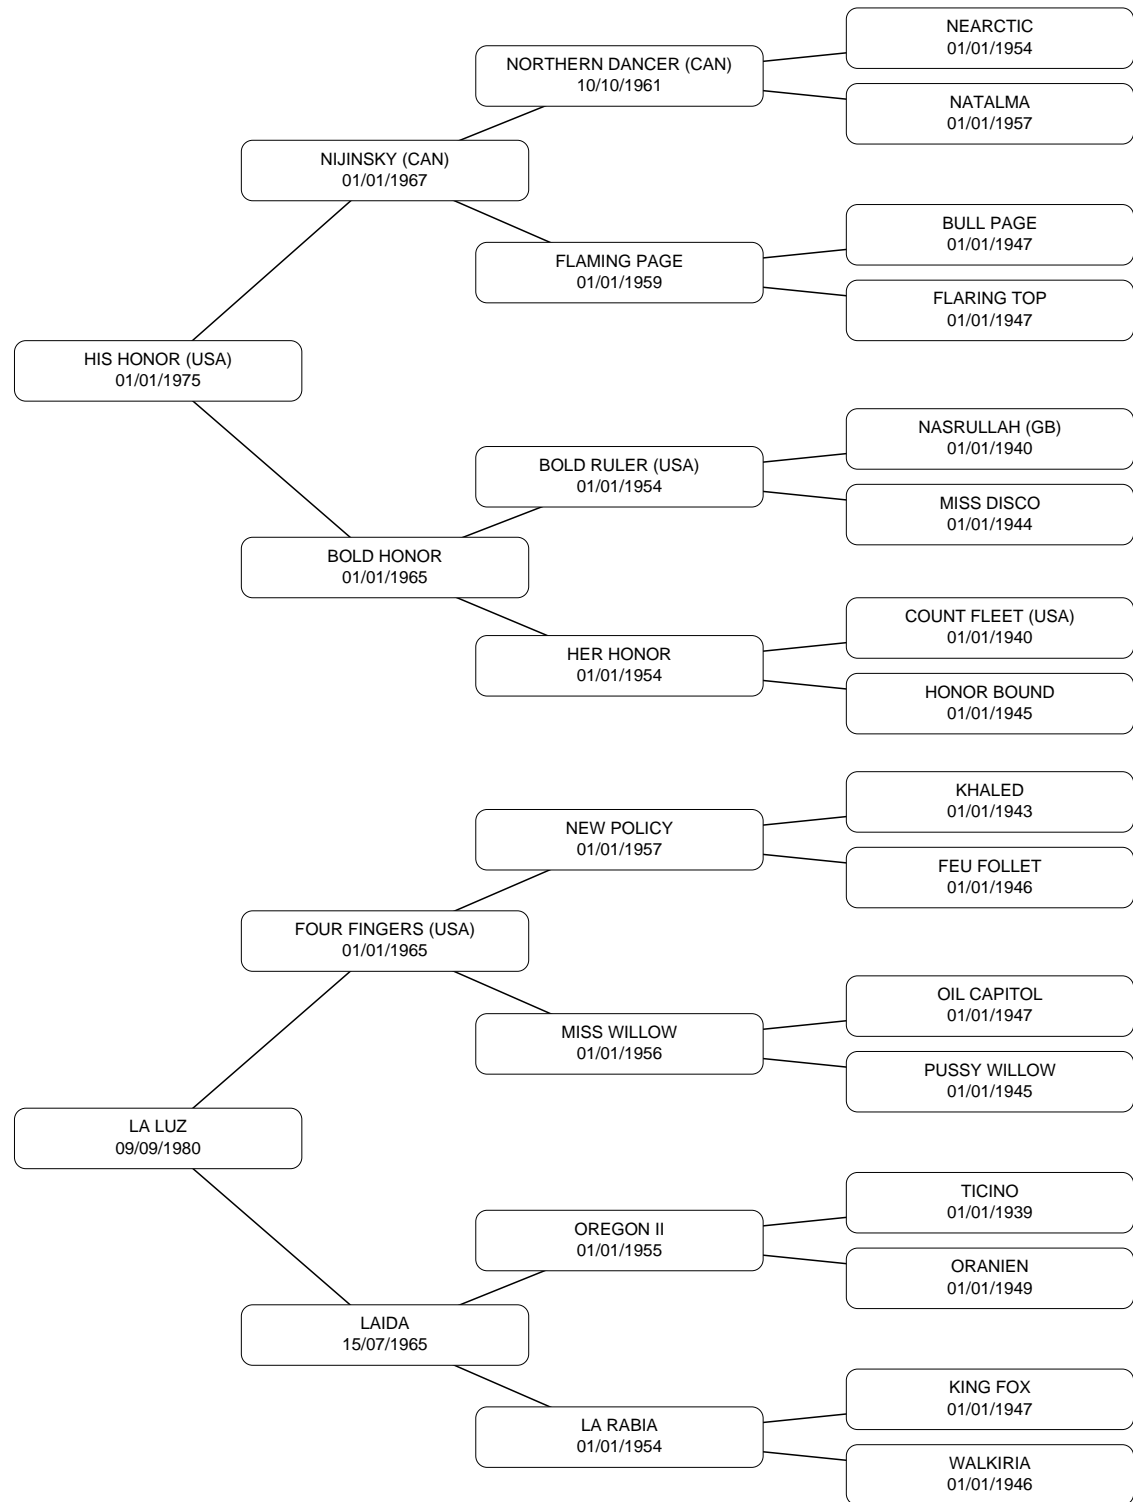 NEARCTIC
01/01/1954
NORTHERN DANCER (CAN)
10/10/1961
NATALMA
01/01/1957
NIJINSKY (CAN)
01/01/1967
BULL PAGE
01/01/1947
FLAMING PAGE
01/01/1959
FLARING TOP
01/01/1947
HIS HONOR (USA)
01/01/1975
NASRULLAH (GB)
01/01/1940
BOLD RULER (USA)
01/01/1954
MISS DISCO
01/01/1944
BOLD HONOR
01/01/1965
COUNT FLEET (USA)
01/01/1940
HER HONOR
01/01/1954
HONOR BOUND
01/01/1945
KHALED
01/01/1943
NEW POLICY
01/01/1957
FEU FOLLET
01/01/1946
FOUR FINGERS (USA)
01/01/1965
OIL CAPITOL
01/01/1947
MISS WILLOW
01/01/1956
PUSSY WILLOW
01/01/1945
LA LUZ
09/09/1980
TICINO
01/01/1939
OREGON II
01/01/1955
ORANIEN
01/01/1949
LAIDA
15/07/1965
KING FOX
01/01/1947
LA RABIA
01/01/1954
WALKIRIA
01/01/1946